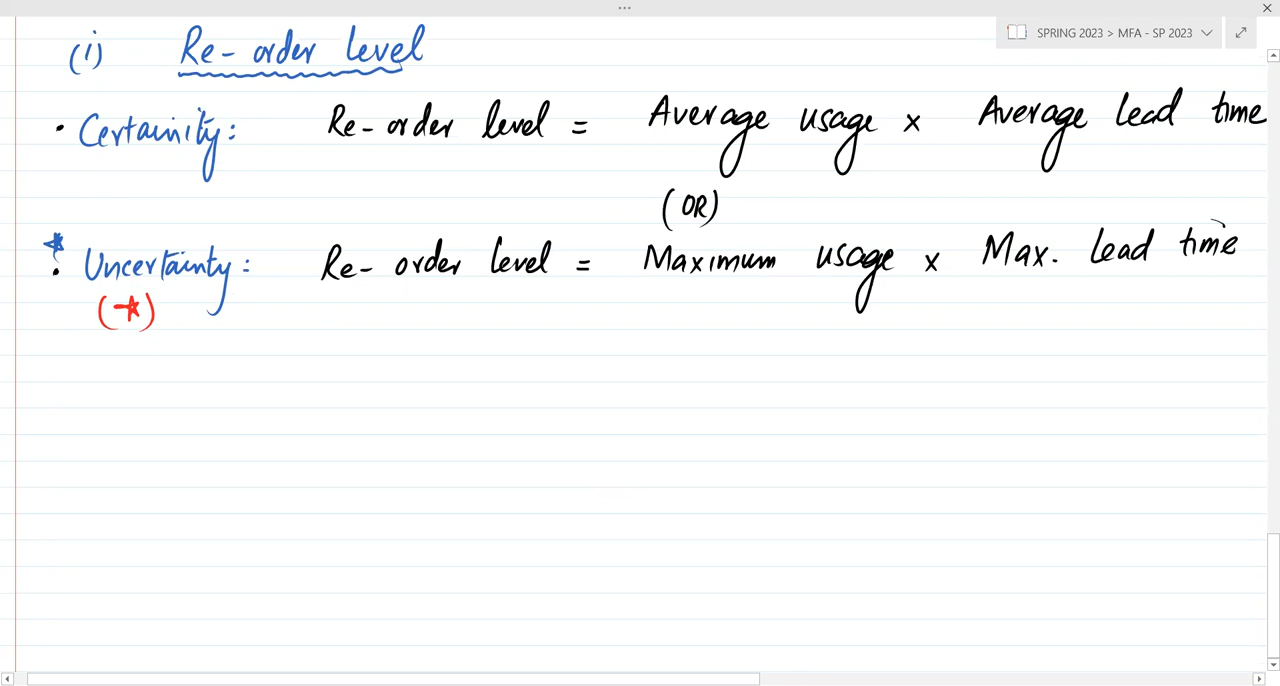 SPRING 2023 > MFA - SP 2023
(i) Re-order level
• Certainity: Re-order level = Average usage × Average lead time
(OR)
• Uncertainty: Re-order level = Maximum usage × Max. lead time